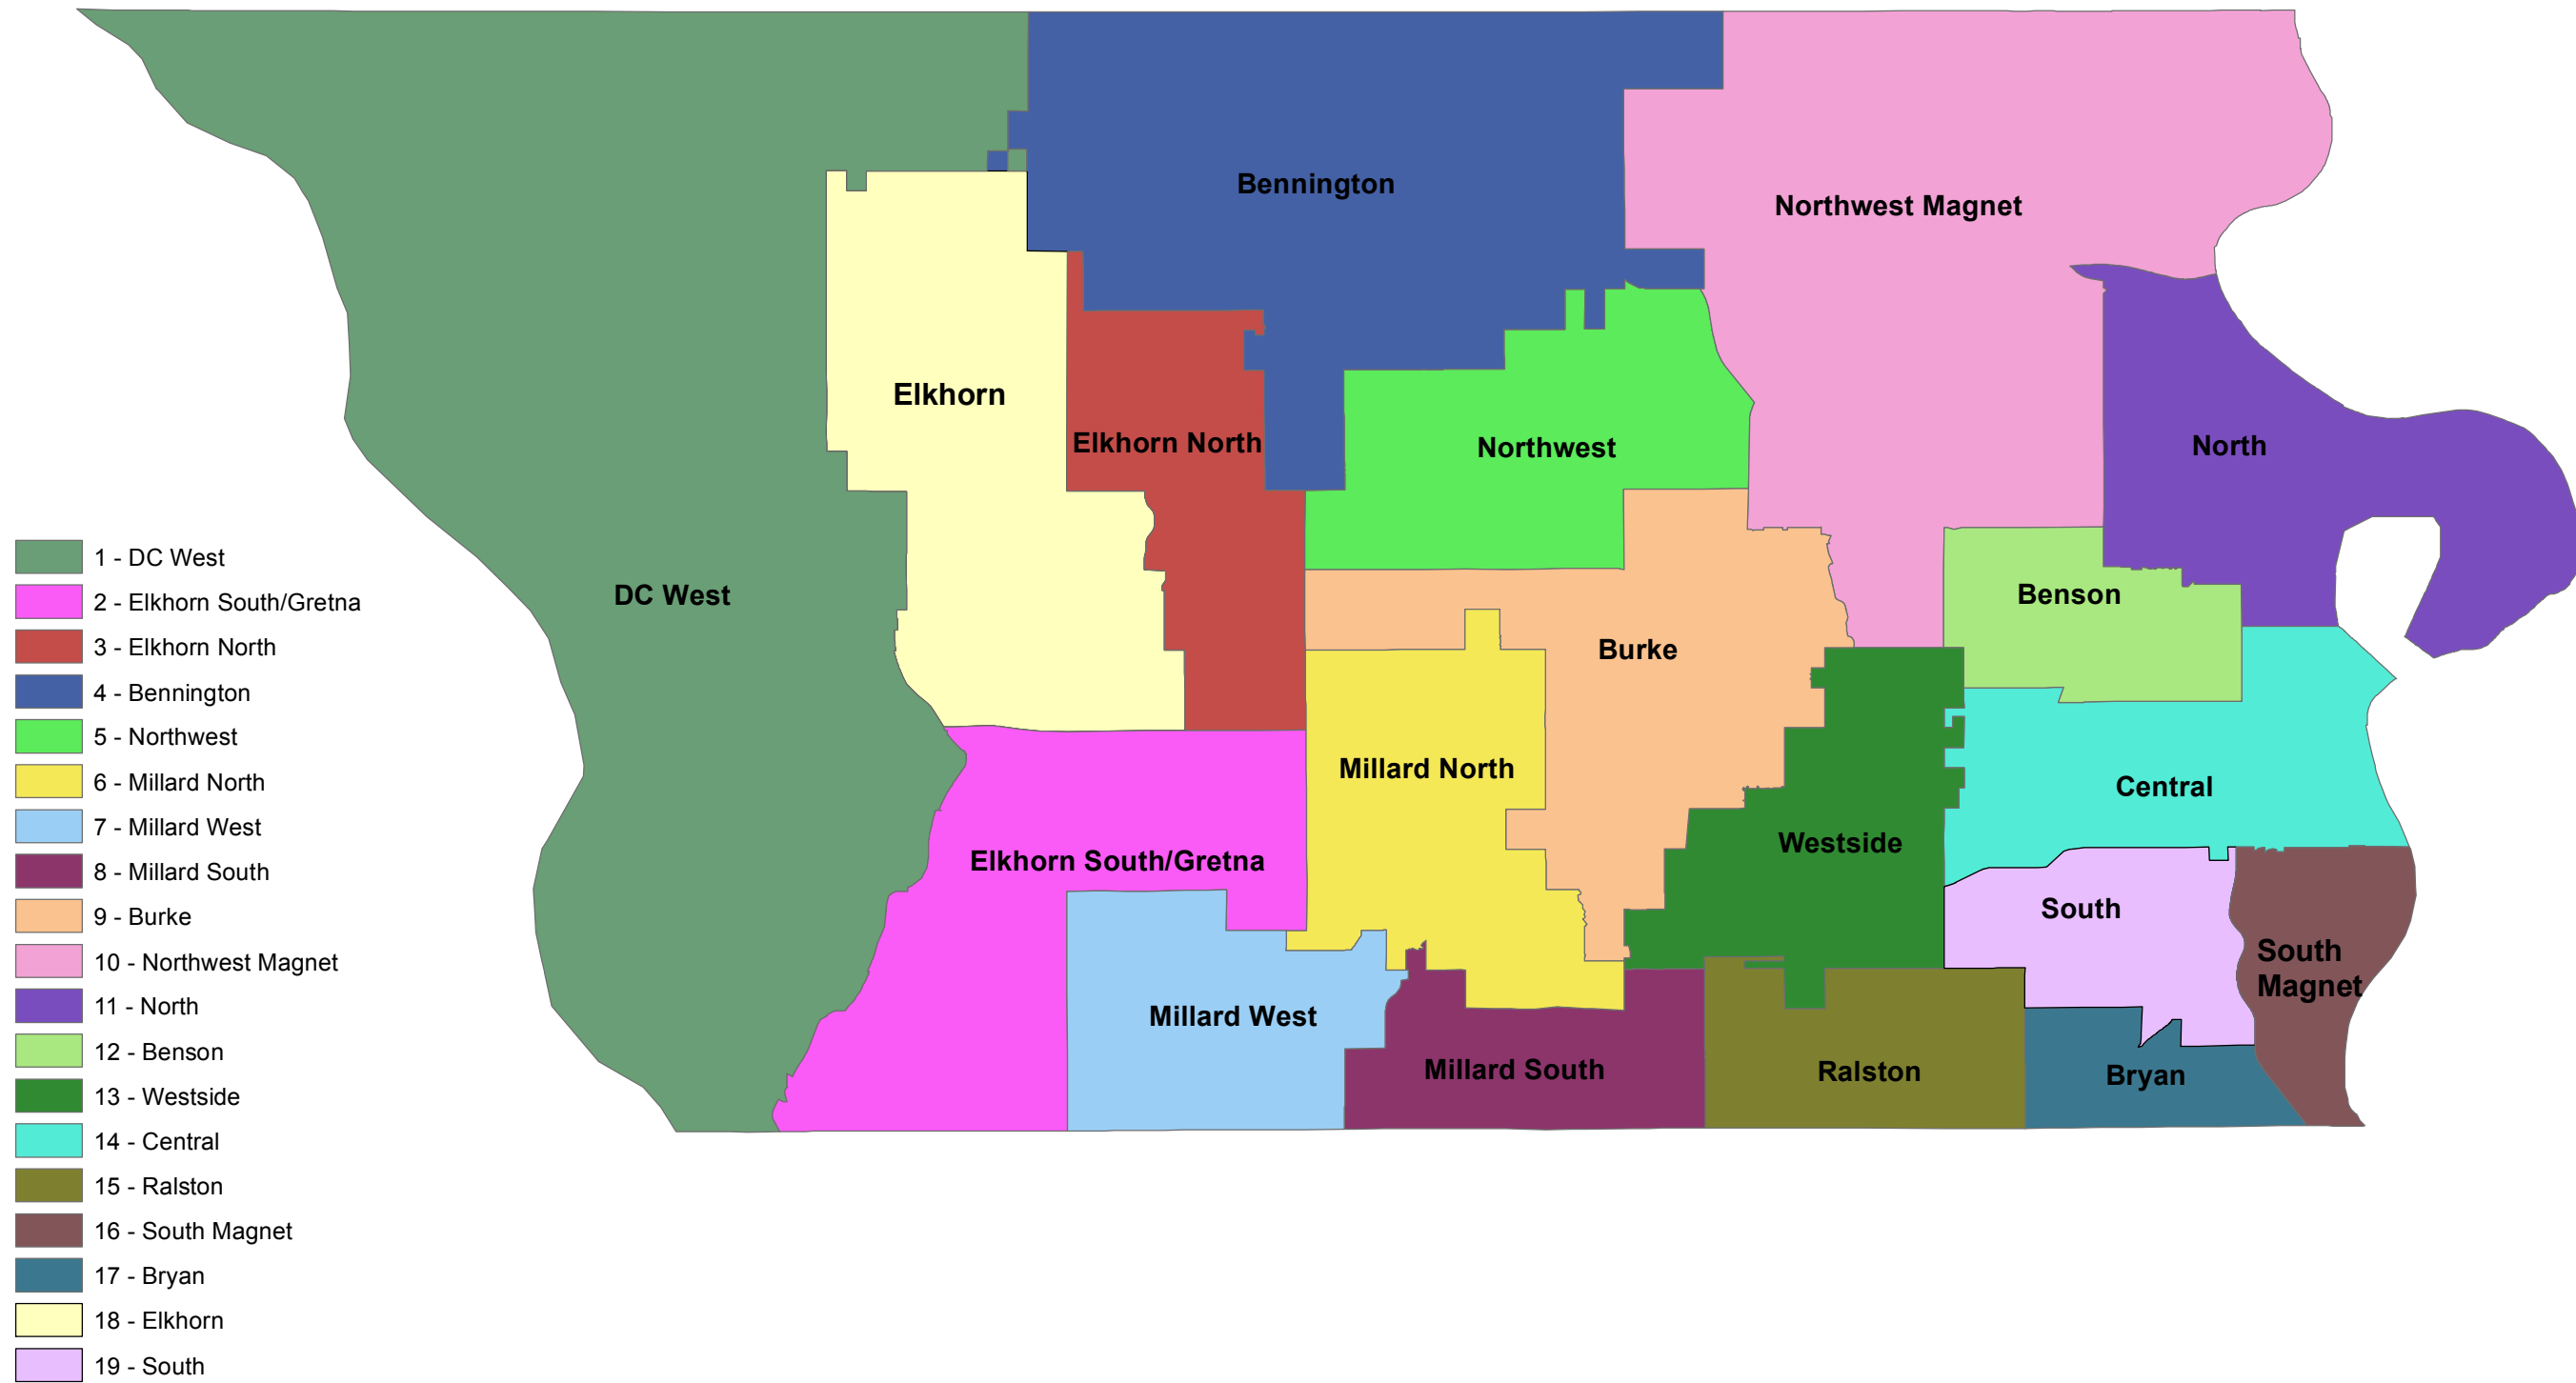 Bennington
Northwest Magnet
Elkhorn
Elkhorn North
Northwest
North
DC West
Benson
Burke
Millard North
Central
Westside
Elkhorn South/Gretna
South
South
Magnet
Millard West
Millard South
Ralston
Bryan
1 - DC West
2 - Elkhorn South/Gretna
3 - Elkhorn North
4 - Bennington
5 - Northwest
6 - Millard North
7 - Millard West
8 - Millard South
9 - Burke
10 - Northwest Magnet
11 - North
12 - Benson
13 - Westside
14 - Central
15 - Ralston
16 - South Magnet
17 - Bryan
18 - Elkhorn
19 - South